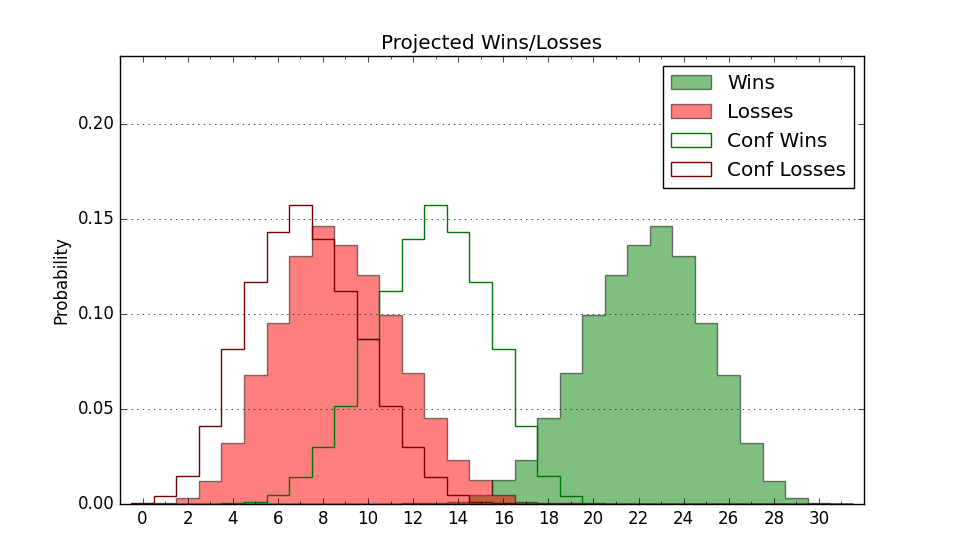 Projected Wins/Losses
Wins
Losses
Conf Wins
Conf Losses
Probability
0.20
0.15
0.10
0.05
0.00
0 2 4 6 8 10 12 14 16 18 20 22 24 26 28 30